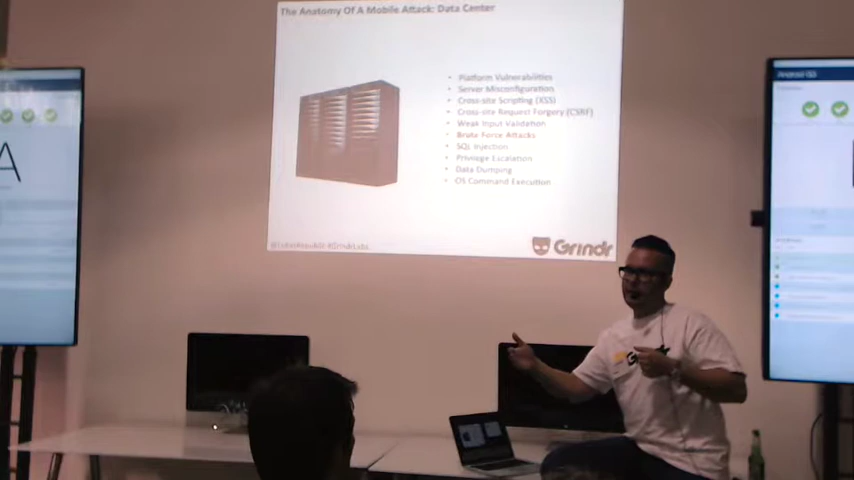 The Anatomy Of A Mobile Attack: Data Center
• Platform Vulnerabilities
• Server Misconfiguration
• Cross-site Scripting (XSS)
• Cross-site Request Forgery (CSRF)
• Weak Input Validation
• Brute Force Attacks
• SQL Injection
• Privilege Escalation
• Data Dumping
• OS Command Execution
Grindr